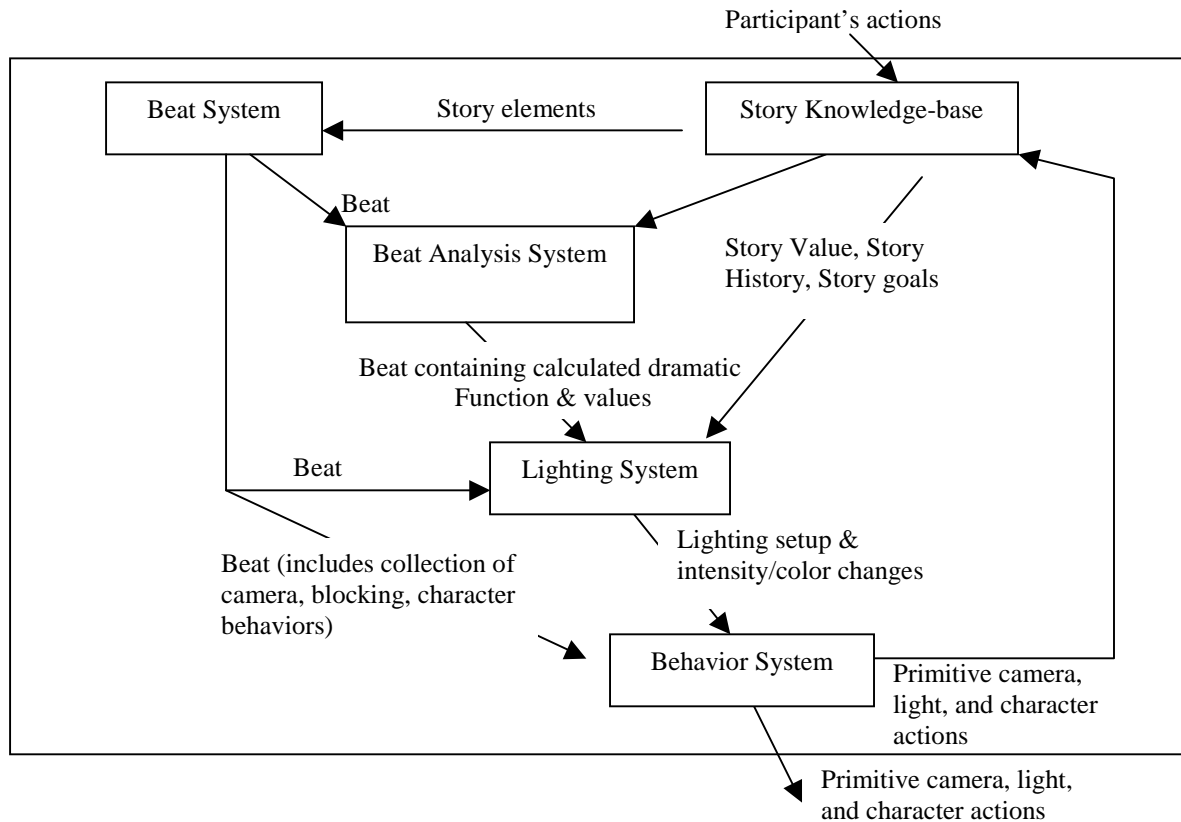 Participant's actions
Beat System
Story elements
Story Knowledge-base
Beat
Beat Analysis System
Story Value, Story
History, Story goals
Beat containing calculated dramatic
Function & values
Beat
Lighting System
Lighting setup &
intensity/color changes
Beat (includes collection of
camera, blocking, character
behaviors)
Behavior System
Primitive camera,
light, and character
actions
Primitive camera, light,
and character actions